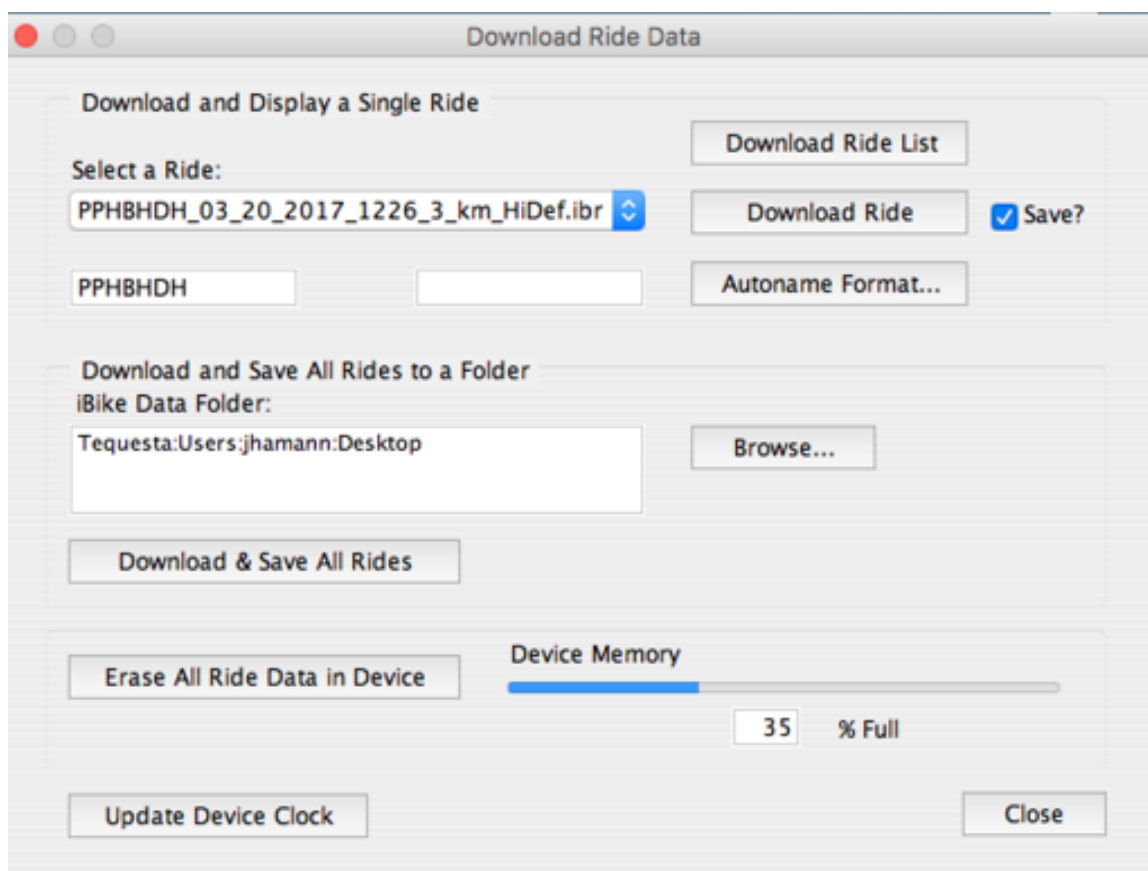 Download Ride Data
Download and Display a Single Ride
Download Ride List
Select a Ride:
PPHBHDH_03_20_2017_1226_3_km_HiDef.ibr
Download Ride
Save?
PPHBHDH
Autoname Format...
Download and Save All Rides to a Folder
iBike Data Folder:
Tequesta:Users:jhamann:Desktop
Browse...
Download & Save All Rides
Erase All Ride Data in Device
Device Memory
35 % Full
Update Device Clock
Close